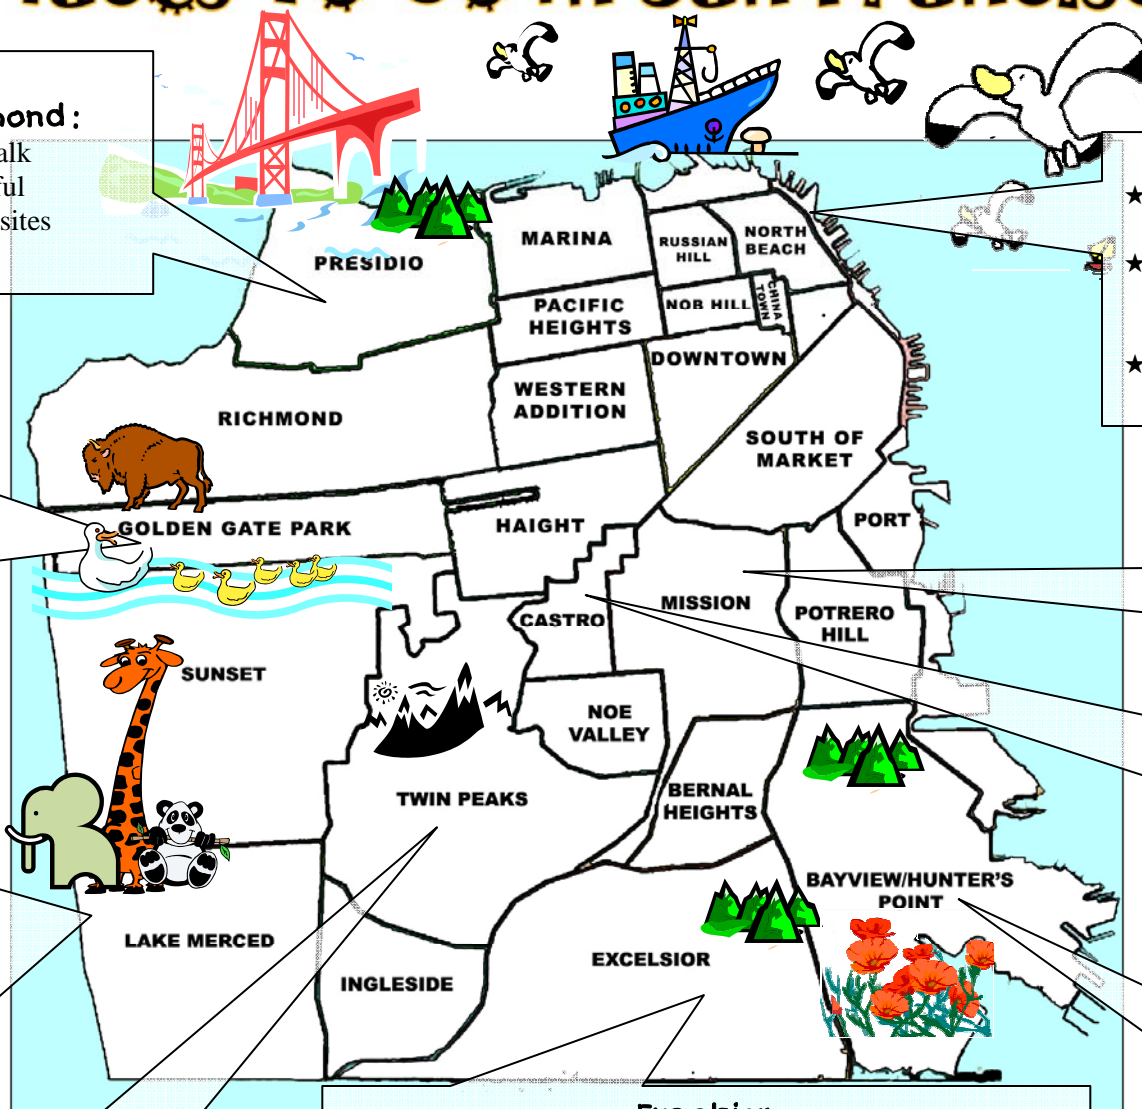 ond:
alk
ful
sites
MARINA
RUSSIAN
HILL
NORTH
BEACH
PRESIDIO
PACIFIC
HEIGHTS
NOB HILL
CHINA
TOWN
DOWNTOWN
WESTERN
ADDITION
RICHMOND
SOUTH OF
MARKET
GOLDEN GATE PARK
HAIGHT
PORT
MISSION
CASTRO
POTRERO
HILL
SUNSET
NOE
VALLEY
TWIN PEAKS
BERNAL
HEIGHTS
BAYVIEW/HUNTER'S
POINT
LAKE MERCED
EXCELSIOR
INGLESIDE